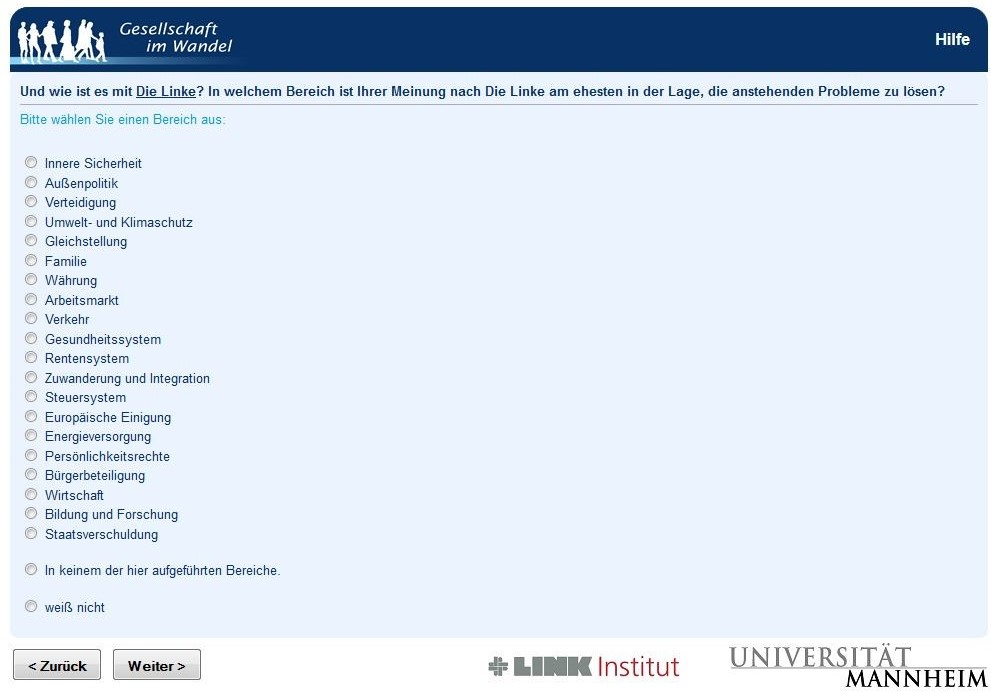 Gesellschaft
im Wandel
Hilfe
Und wie ist es mit Die Linke? In welchem Bereich ist Ihrer Meinung nach Die Linke am ehesten in der Lage, die anstehenden Probleme zu lösen?
Bitte wählen Sie einen Bereich aus:
Innere Sicherheit
Außenpolitik
Verteidigung
Umwelt- und Klimaschutz
Gleichstellung
Familie
Währung
Arbeitsmarkt
Verkehr
Gesundheitssystem
Rentensystem
Zuwanderung und Integration
Steuersystem
Europäische Einigung
Energieversorgung
Persönlichkeitsrechte
Bürgerbeteiligung
Wirtschaft
Bildung und Forschung
Staatsverschuldung
In keinem der hier aufgeführten Bereiche.
weiß nicht
< Zurück
Weiter >
LINK Institut
UNIVERSITÄT
MANNHEIM